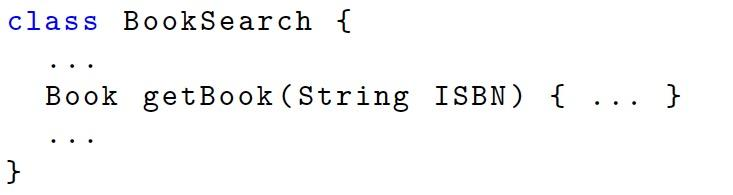 class BookSearch {
...
Book getBook(String ISBN) { ... }
...
}